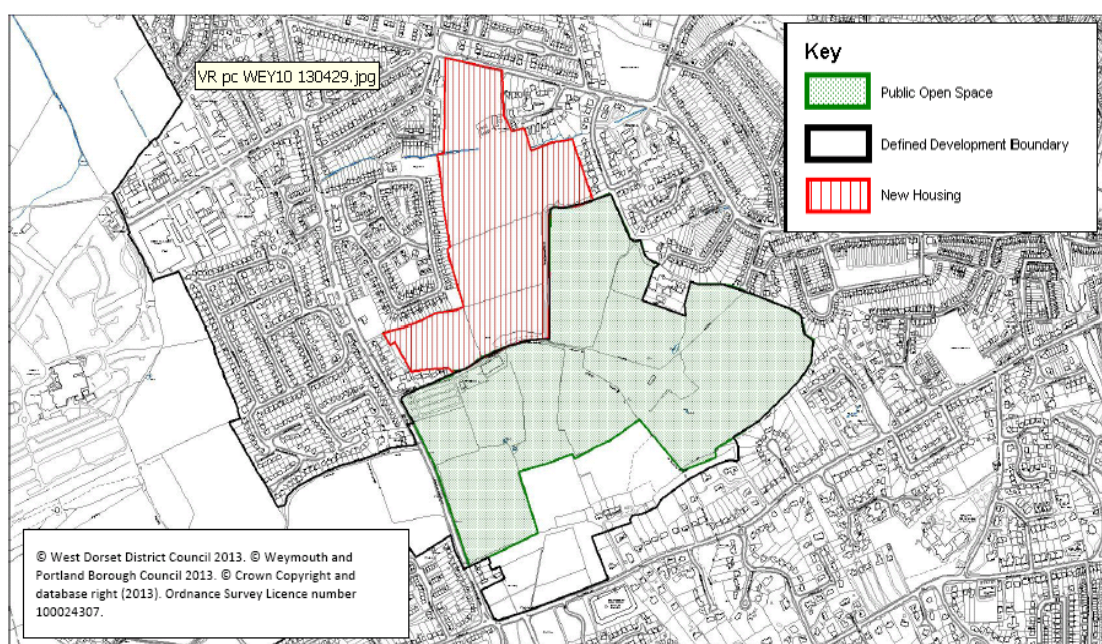 VR pc WEY10 130429.jpg
Key
Public Open Space
Defined Development Boundary
New Housing
© West Dorset District Council 2013. © Weymouth and
Portland Borough Council 2013. © Crown Copyright and
database right (2013). Ordnance Survey Licence number
100024307.